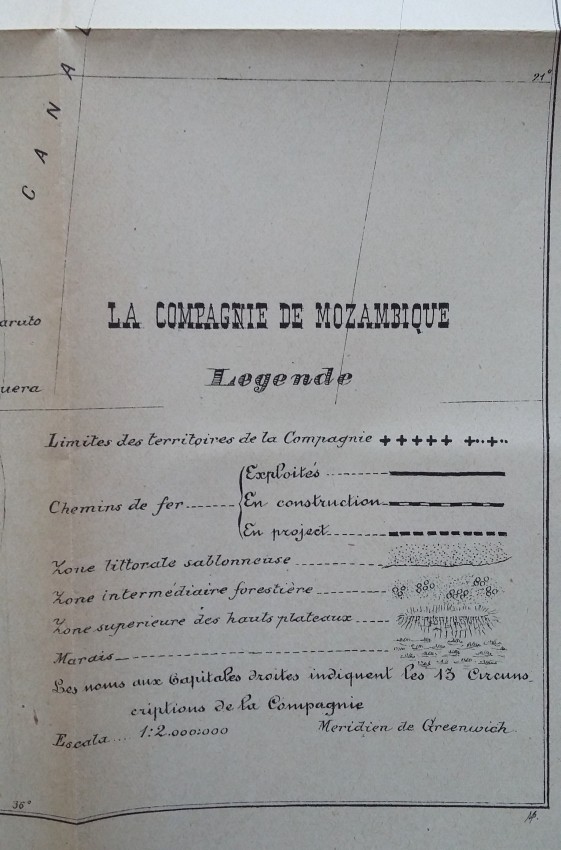 CANAL
21°
LA COMPAGNIE DE MOZAMBIQUE
aruto
Legende
uera
Limites des territoires de la Compagnie
Exploités
Chemins de fer
En construction
En project
Zone littorale sablonneuse
Zone intermédiaire forestière
Zone superieure des hauts plateaux
Marais
Les noms aux Capitales droites indiquent les 13 Circuns_
criptions de la Compagnie
Escala.... 1:2.000:000 Meridien de Greenwich
36°